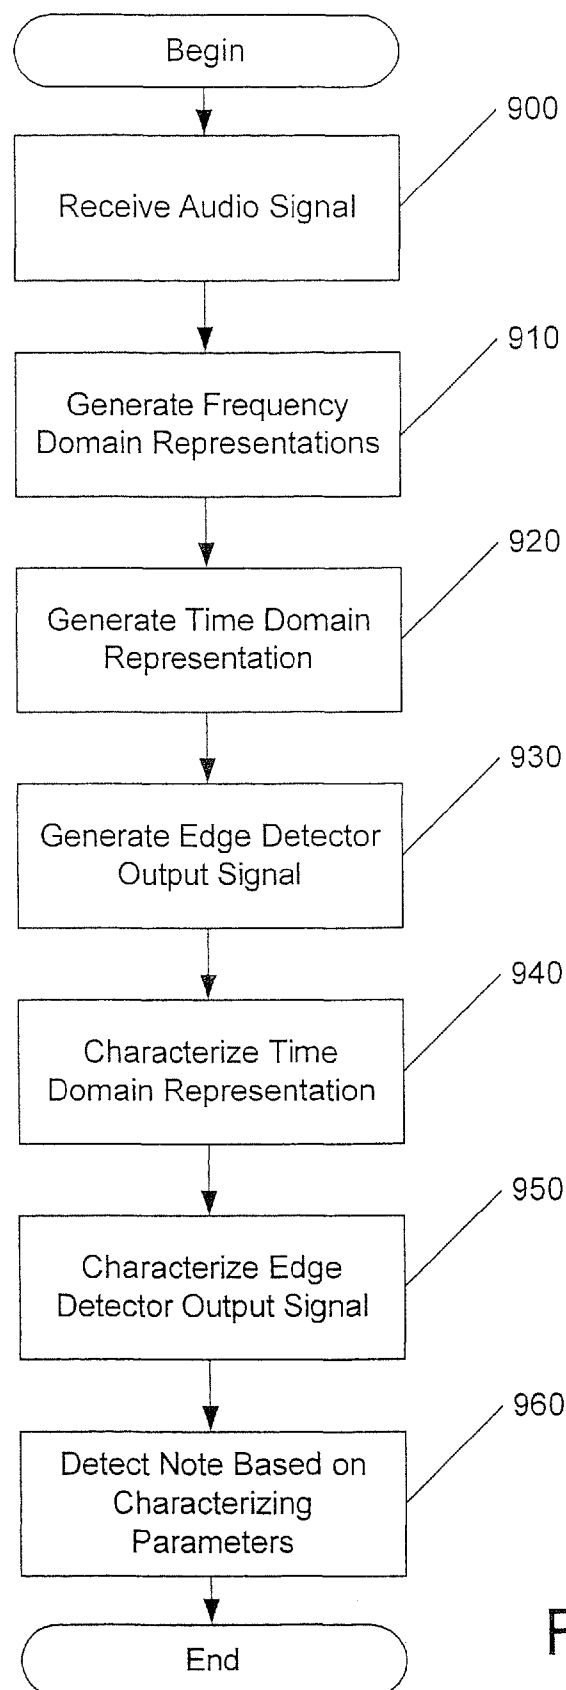 Begin
900
Receive Audio Signal
910
Generate Frequency
Domain Representations
920
Generate Time Domain
Representation
930
Generate Edge Detector
Output Signal
940
Characterize Time
Domain Representation
950
Characterize Edge
Detector Output Signal
960
Detect Note Based on
Characterizing
Parameters
End